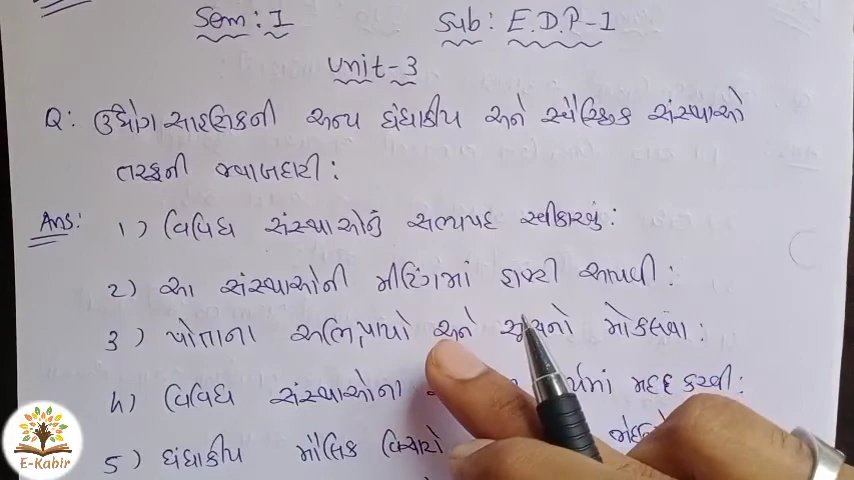 Sem: I Sub: E.D.P-1
Unit-3
Q: ઉદ્યોગ સાહસિકની અન્ય ધંધાકીય અને સ્વૈચ્છિક સંસ્થાઓ
તરફની જવાબદારી:
Ans: 1) વિવિધ સંસ્થાઓનું સભ્યપદ સ્વીકારવું:
2) આ સંસ્થાઓની મીટિંગમાં હાજરી આપવી:
3) પોતાના અભિપ્રાયો અને સૂચનો મોકલવા:
4) વિવિધ સંસ્થાઓના મદદ કરવી:
5) ધંધાકીય મૌલિક વિચારો
E-Kabir